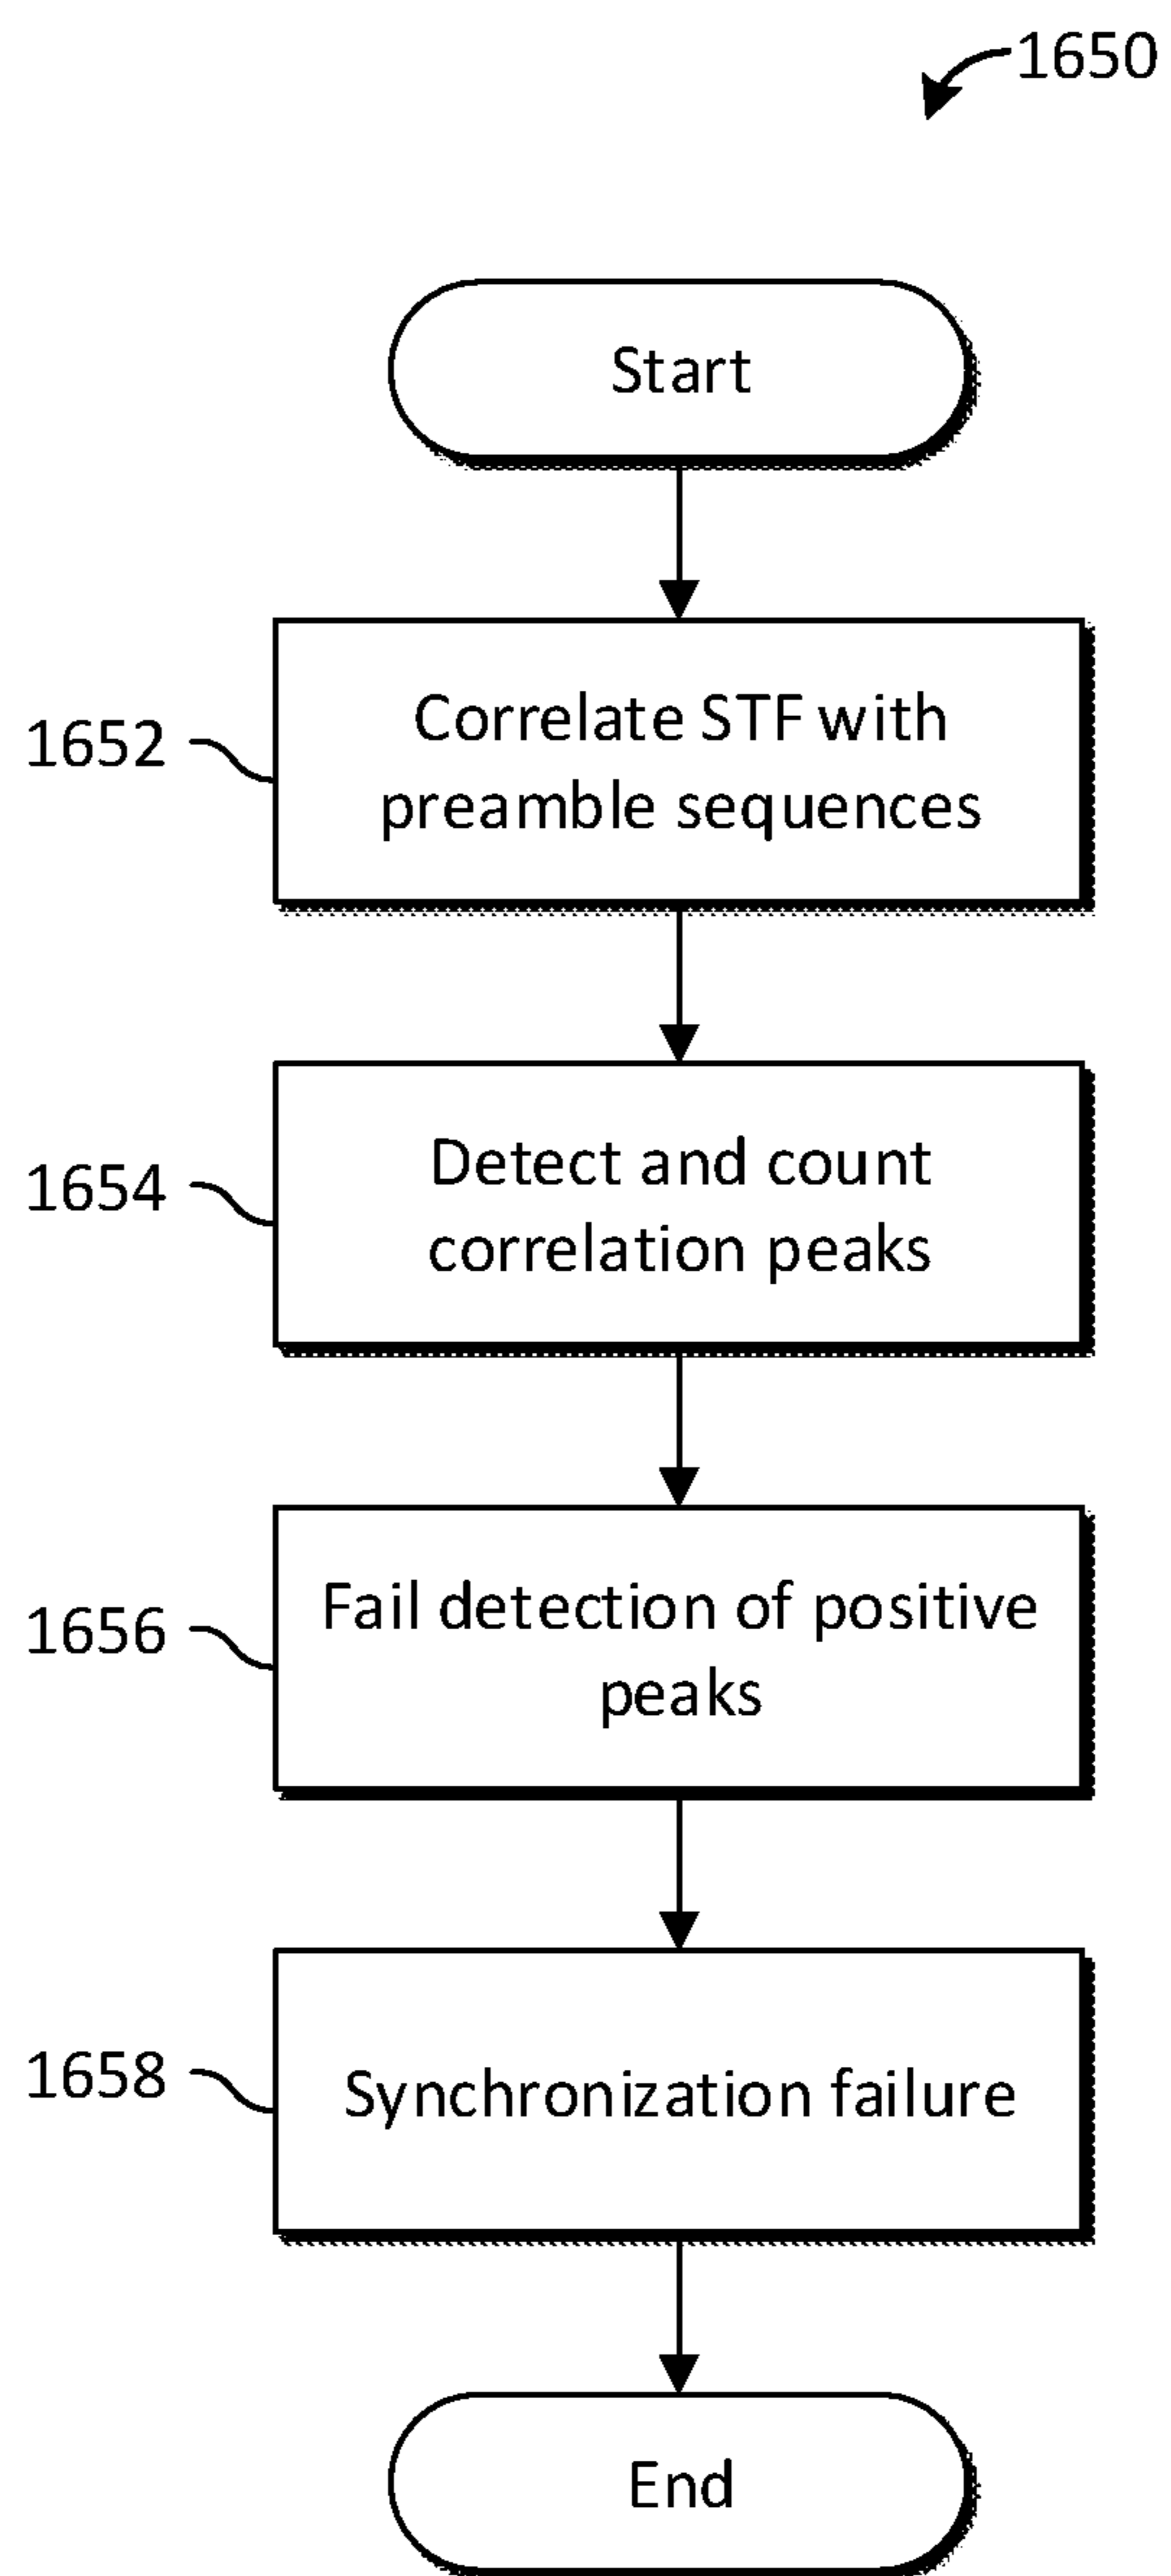 1650
Start
1652
Correlate STF with
preamble sequences
1654
Detect and count
correlation peaks
1656
Fail detection of positive
peaks
1658
Synchronization failure
End